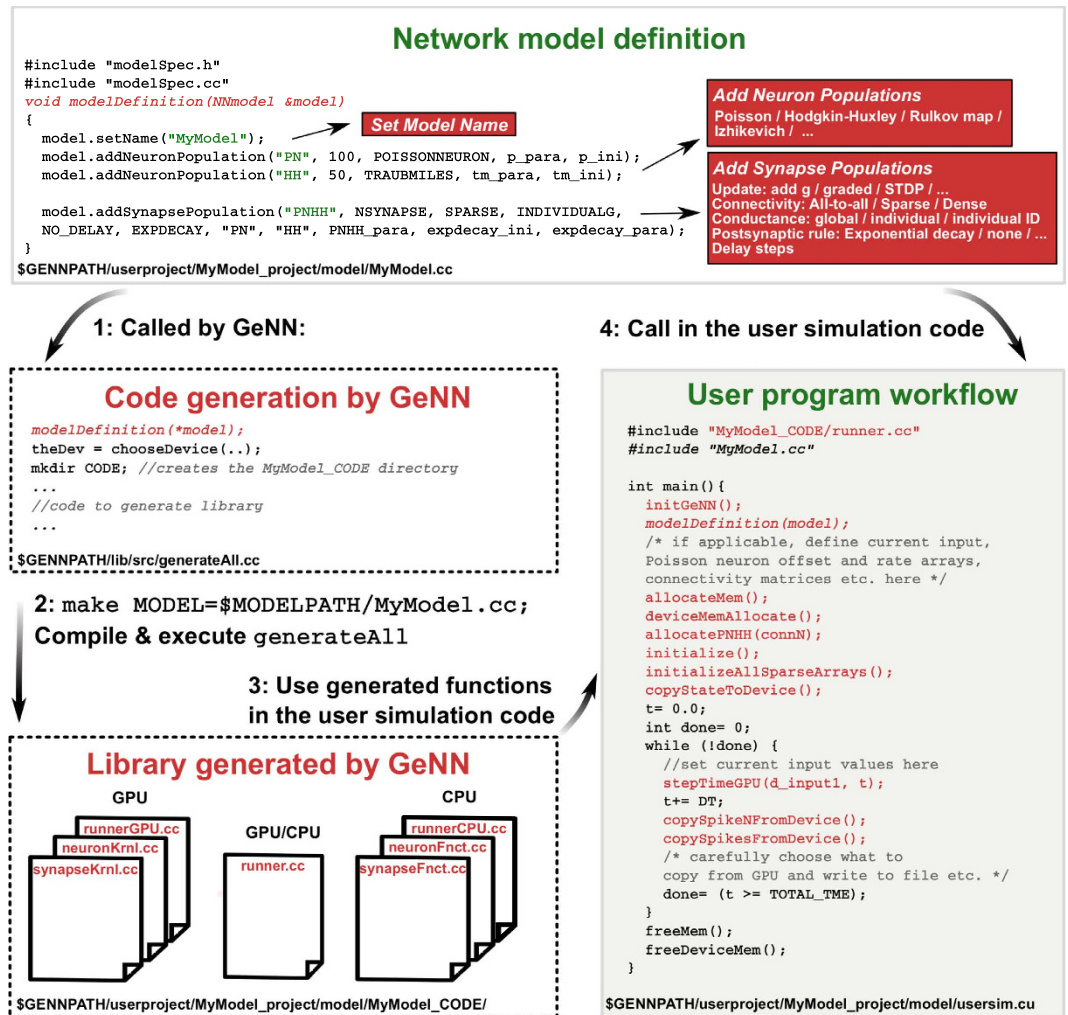 Network model definition
#include "modelSpec.h"
#include "modelSpec.cc"
void modelDefinition(NNmodel &model)
{
model.setName("MyModel");
Set Model Name
model.addNeuronPopulation("PN", 100, POISSONNEURON, p_para, p_ini);
model.addNeuronPopulation("HH", 50, TRAUBMILES, tm_para, tm_ini);
model.addSynapsePopulation("PNHH", NSYNAPSE, SPARSE, INDIVIDUALG,
NO_DELAY, EXPDECAY, "PN", "HH", PNHH_para, expdecay_ini, expdecay_para);
}
$GENNPATH/userproject/MyModel_project/model/MyModel.cc
Add Neuron Populations
Poisson / Hodgkin-Huxley / Rulkov map /
Izhikevich / ...
Add Synapse Populations
Update: add g / graded / STDP / ...
Connectivity: All-to-all / Sparse / Dense
Conductance: global / individual / individual ID
Postsynaptic rule: Exponential decay / none / ...
Delay steps
1: Called by GeNN:
4: Call in the user simulation code
Code generation by GeNN
modelDefinition(*model);
theDev = chooseDevice(..);
mkdir CODE; //creates the MyModel_CODE directory
...
//code to generate library
...
$GENNPATH/lib/src/generateAll.cc
2: make MODEL=$MODELPATH/MyModel.cc;
Compile & execute generateAll
3: Use generated functions
in the user simulation code
Library generated by GeNN
GPU
runnerGPU.cc
neuronKrnl.cc
synapseKrnl.cc
GPU/CPU
runner.cc
CPU
runnerCPU.cc
neuronFnct.cc
synapseFnct.cc
$GENNPATH/userproject/MyModel_project/model/MyModel_CODE/
User program workflow
#include "MyModel_CODE/runner.cc"
#include "MyModel.cc"
int main(){
initGeNN();
modelDefinition(model);
/* if applicable, define current input,
Poisson neuron offset and rate arrays,
connectivity matrices etc. here */
allocateMem();
deviceMemAllocate();
allocatePNHH(connN);
initialize();
initializeAllSparseArrays();
copyStateToDevice();
t= 0.0;
int done= 0;
while (!done) {
//set current input values here
stepTimeGPU(d_input1, t);
t+= DT;
copySpikeNFromDevice();
copySpikesFromDevice();
/* carefully choose what to
copy from GPU and write to file etc. */
done= (t >= TOTAL_TME);
}
freeMem();
freeDeviceMem();
}
$GENNPATH/userproject/MyModel_project/model/usersim.cu